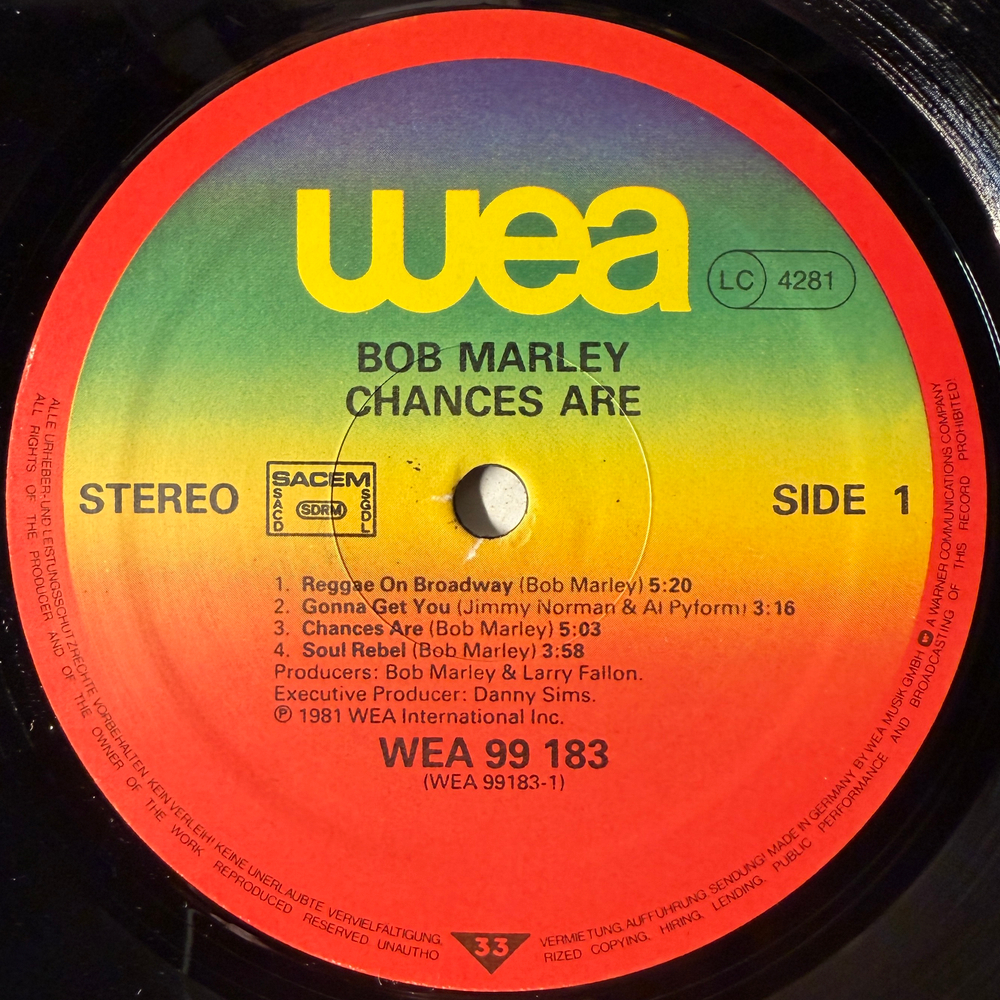 wea
LC 4281
BOB MARLEY
CHANCES ARE
STEREO
SACEM
SACD
SDRM
SGDL
SIDE 1
1. Reggae On Broadway (Bob Marley) 5:20
2. Gonna Get You (Jimmy Norman & Al Pyform) 3:16
3. Chances Are (Bob Marley) 5:03
4. Soul Rebel (Bob Marley) 3:58
Producers: Bob Marley & Larry Fallon.
Executive Producer: Danny Sims.
℗ 1981 WEA International Inc.
WEA 99 183
(WEA 99183-1)
ALLE URHEBER- UND LEISTUNGSSCHUTZRECHTE VORBEHALTEN KEIN VERLEIH! KEINE UNERLAUBTE VERVIELFÄLTIGUNG,
VERMIETUNG, AUFFÜHRUNG, SENDUNG! MADE IN GERMANY BY WEA MUSIK GMBH A WARNER COMMUNICATIONS COMPANY
ALL RIGHTS OF THE PRODUCER AND OF THE OWNER OF THE WORK REPRODUCED RESERVED UNAUTHO
RIZED COPYING, HIRING, LENDING, PUBLIC PERFORMANCE AND BROADCASTING OF THIS RECORD PROHIBITED!
33